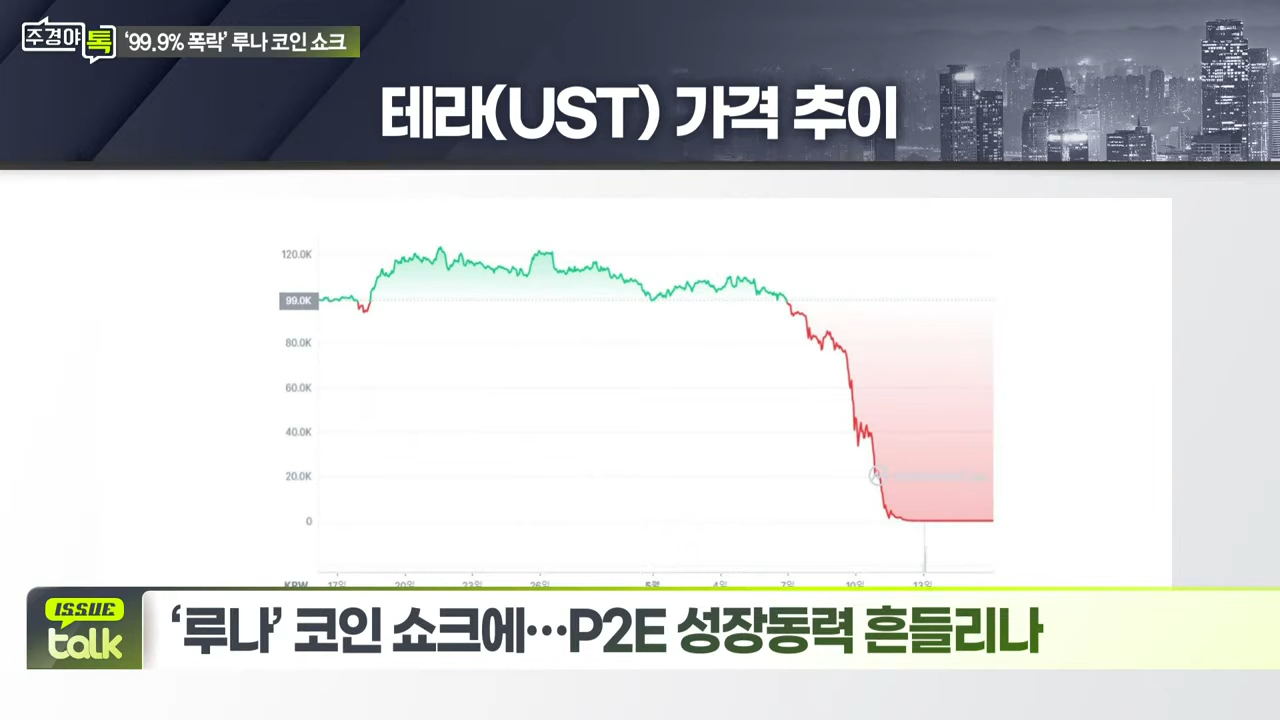 주경야톡
'99.9% 폭락' 루나 코인 쇼크
테라(UST) 가격 추이
120.0K
99.0K
80.0K
60.0K
40.0K
20.0K
0
KRW 17일 20일 23일 26일 5월 4일 7일 10일 13일
ISSUE talk
'루나' 코인 쇼크에…P2E 성장동력 흔들리나